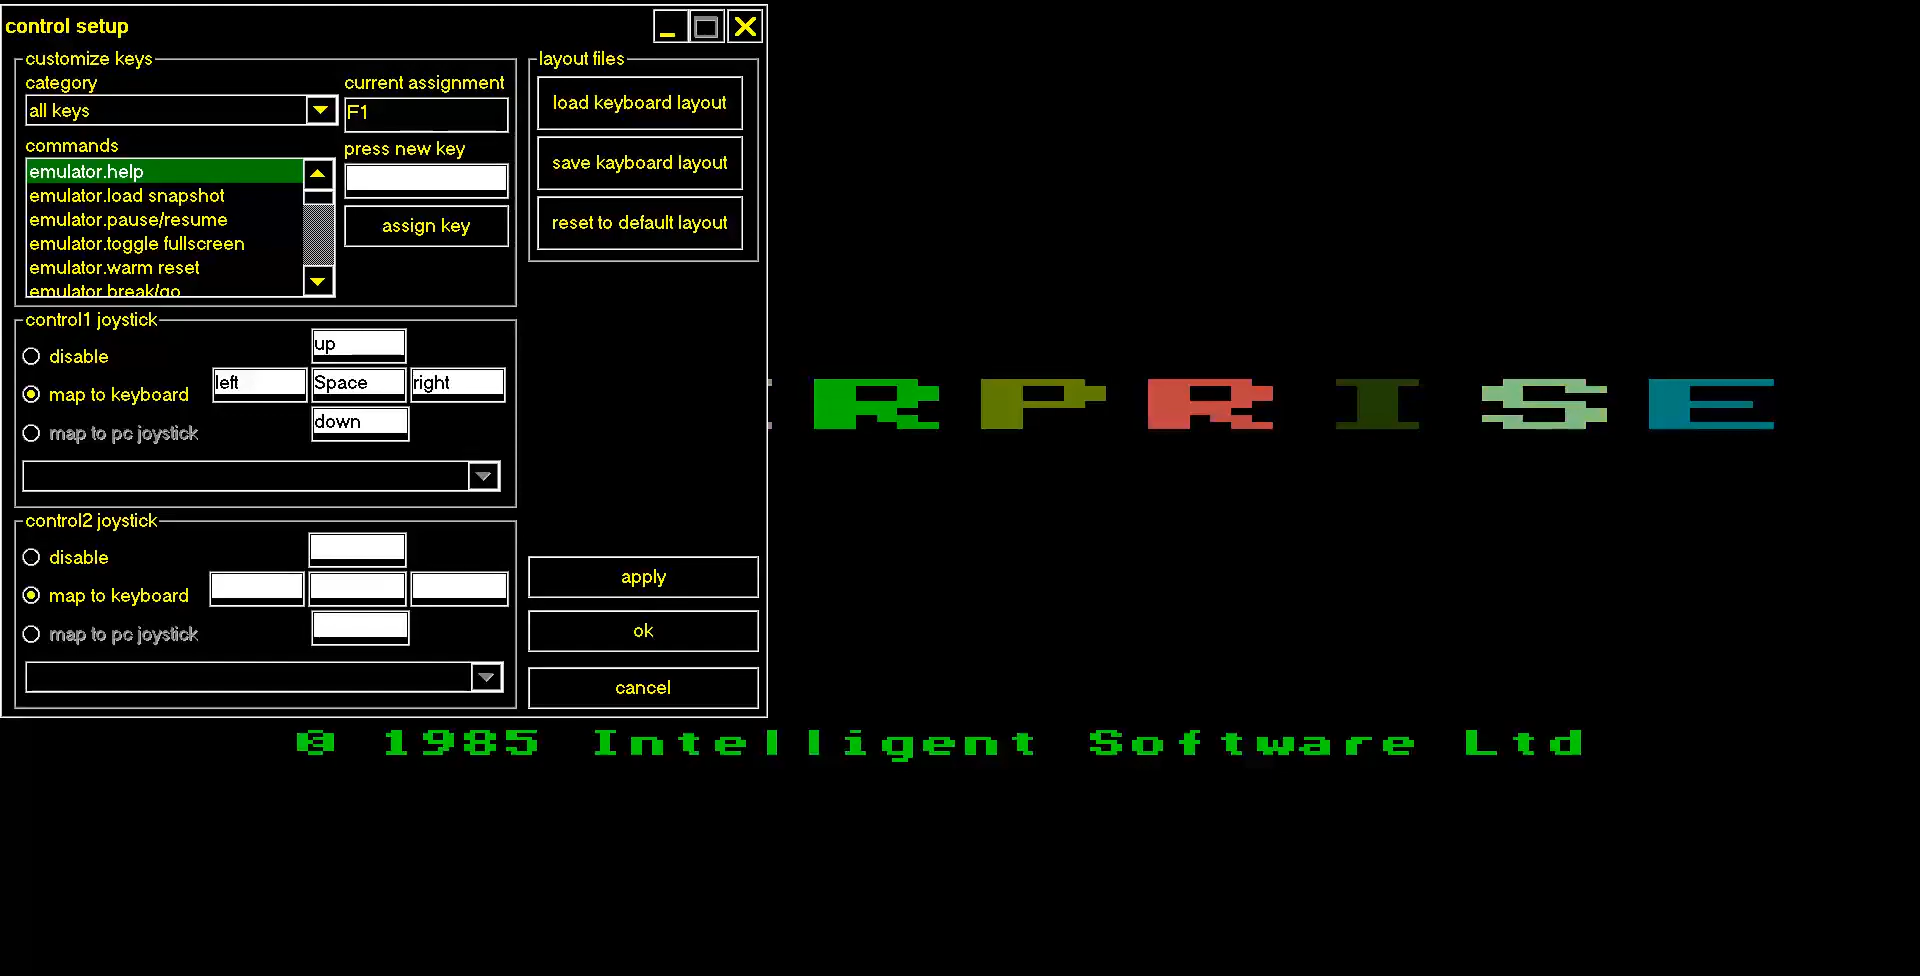 control setup
customize keys
category
all keys
current assignment
F1
commands
emulator.help
emulator.load snapshot
emulator.pause/resume
emulator.toggle fullscreen
emulator.warm reset
emulator.break/go
press new key
assign key
layout files
load keyboard layout
save kayboard layout
reset to default layout
control1 joystick
disable
map to keyboard
map to pc joystick
up
left
Space
right
down
control2 joystick
disable
map to keyboard
map to pc joystick
apply
ok
cancel
R P R I S E
© 1985 Intelligent Software Ltd